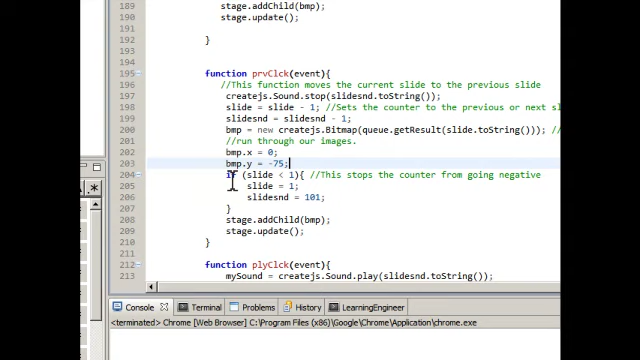 189 stage.addChild(bmp);
190 stage.update();
191
192 }
193
194
195 function prvClck(event){
196 //This function moves the current slide to the previous slide
197 createjs.Sound.stop(slidesnd.toString());
198 slide = slide - 1; //Sets the counter to the previous or next sl
199 slidesnd = slidesnd - 1;
200 bmp = new createjs.Bitmap(queue.getResult(slide.toString())); //
201 //run through our images.
202 bmp.x = 0;
203 bmp.y = -75;
204 if (slide < 1){ //This stops the counter from going negative
205 slide = 1;
206 slidesnd = 101;
207 }
208 stage.addChild(bmp);
209 stage.update();
210 }
211
212 function plyClck(event){
213 mySound = createjs.Sound.play(slidesnd.toString());
Console Terminal Problems History LearningEngineer
<terminated> Chrome [Web Browser] C:\Program Files (x86)\Google\Chrome\Application\chrome.exe